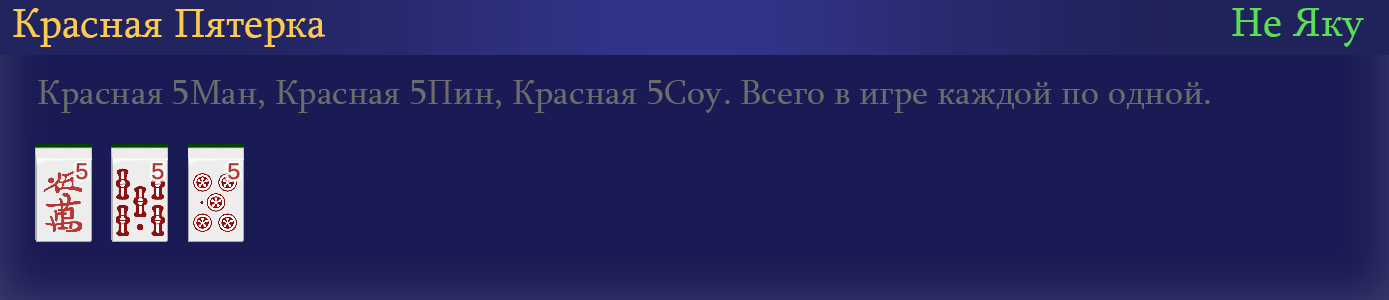 Красная Пятерка
Не Яку
Красная 5Ман, Красная 5Пин, Красная 5Соу. Всего в игре каждой по одной.
5 5 5
伍萬